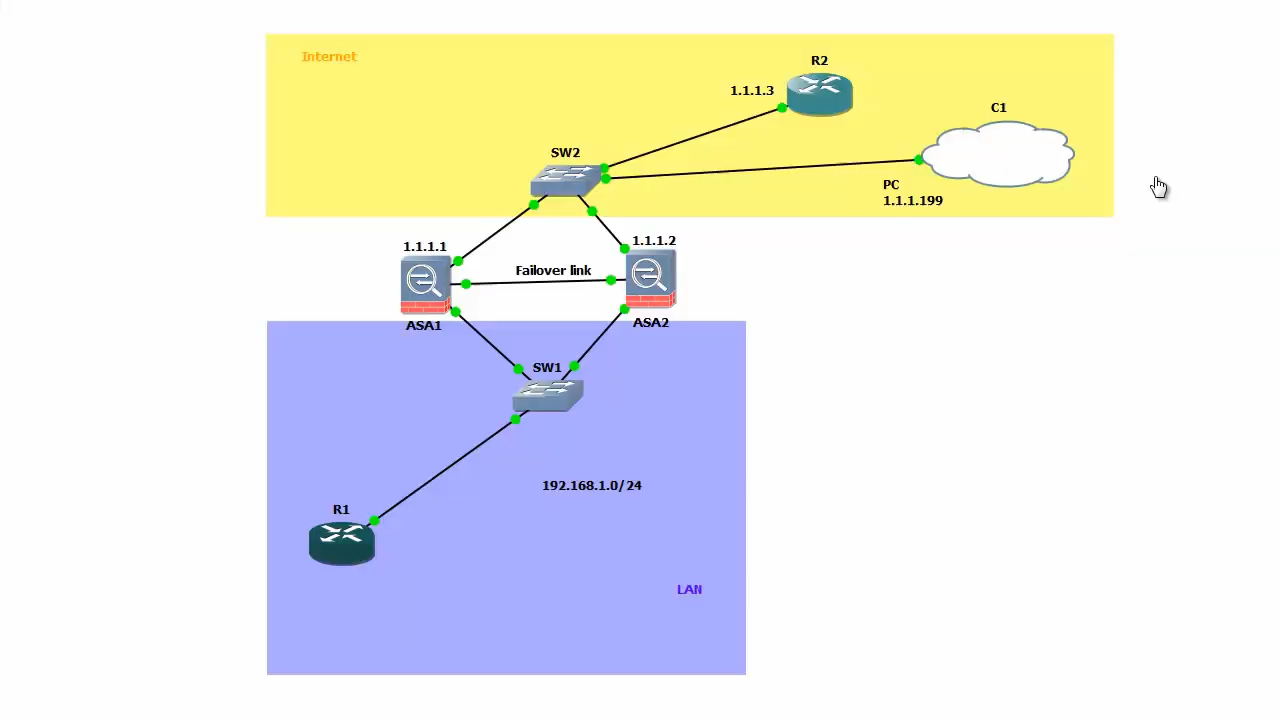 Internet
R2
1.1.1.3
C1
SW2
PC
1.1.1.199
1.1.1.1
1.1.1.2
Failover link
ASA1
ASA2
SW1
192.168.1.0/24
R1
LAN